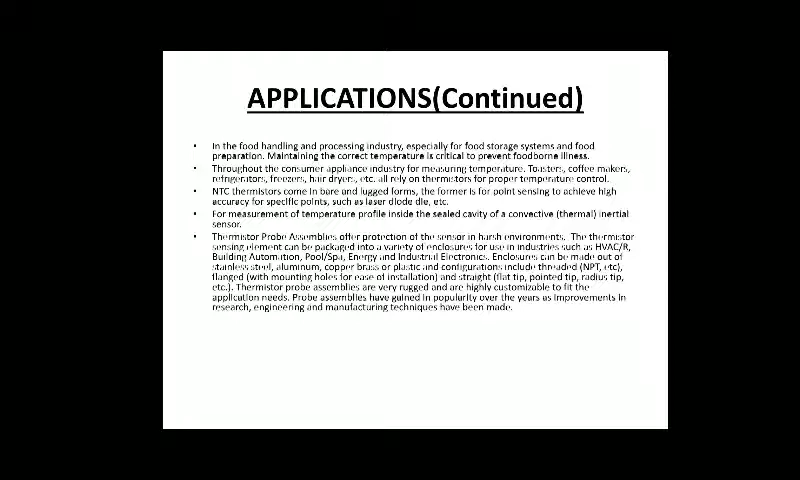 APPLICATIONS(Continued)
• In the food handling and processing industry, especially for food storage systems and food
preparation. Maintaining the correct temperature is critical to prevent foodborne illness.
• Throughout the consumer appliance industry for measuring temperature. Toasters, coffee makers,
refrigerators, freezers, hair dryers, etc. all rely on thermistors for proper temperature control.
• NTC thermistors come in bare and lugged forms, the former is for point sensing to achieve high
accuracy for specific points, such as laser diode die, etc.
• For measurement of temperature profile inside the sealed cavity of a convective (thermal) inertial
sensor.
• Thermistor Probe Assemblies offer protection of the sensor in harsh environments. The thermistor
sensing element can be packaged into a variety of enclosures for use in industries such as HVAC/R,
Building Automation, Pool/Spa, Energy and Industrial Electronics. Enclosures can be made out of
stainless steel, aluminum, copper brass or plastic and configurations include threaded (NPT, etc),
flanged (with mounting holes for ease of installation) and straight (flat tip, pointed tip, radius tip,
etc.). Thermistor probe assemblies are very rugged and are highly customizable to fit the
application needs. Probe assemblies have gained in popularity over the years as improvements in
research, engineering and manufacturing techniques have been made.